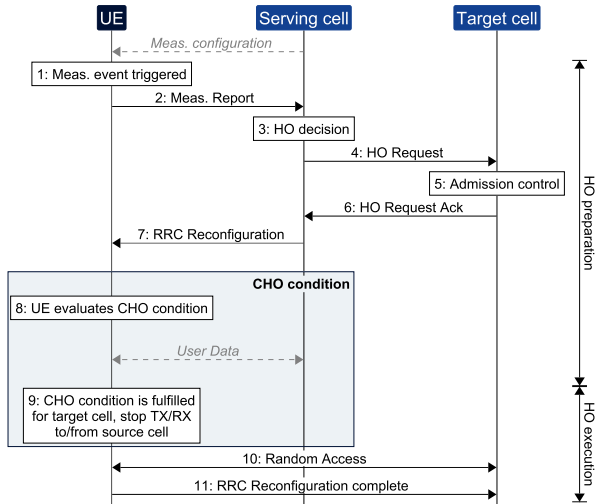 UE
Serving cell
Target cell
Meas. configuration
1: Meas. event triggered
2: Meas. Report
3: HO decision
4: HO Request
5: Admission control
6: HO Request Ack
7: RRC Reconfiguration
HO preparation
CHO condition
8: UE evaluates CHO condition
User Data
9: CHO condition is fulfilled
for target cell, stop TX/RX
to/from source cell
HO execution
10: Random Access
11: RRC Reconfiguration complete